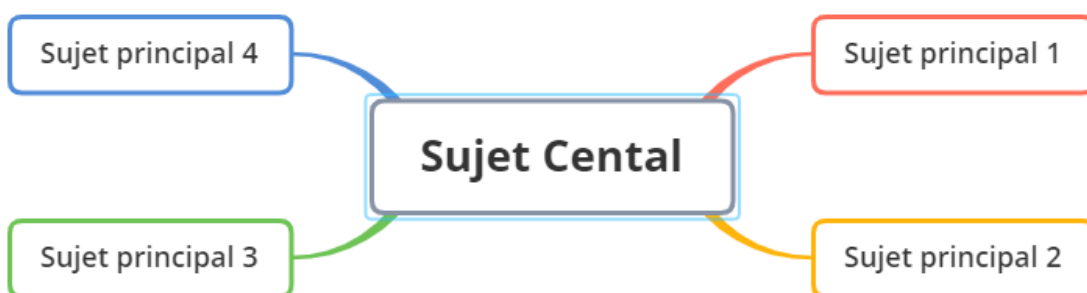 Sujet principal 4
Sujet principal 1
Sujet Cental
Sujet principal 3
Sujet principal 2